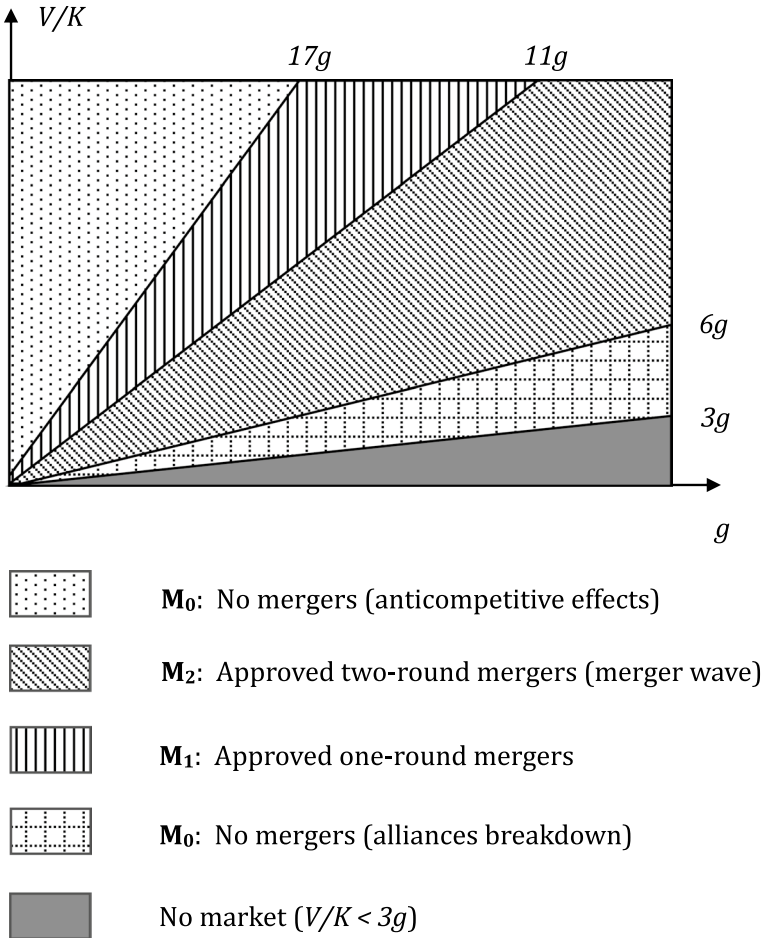 V/K
17g 11g
6g
3g
g
M₀: No mergers (anticompetitive effects)
M₂: Approved two-round mergers (merger wave)
M₁: Approved one-round mergers
M₀: No mergers (alliances breakdown)
No market (V/K < 3g)